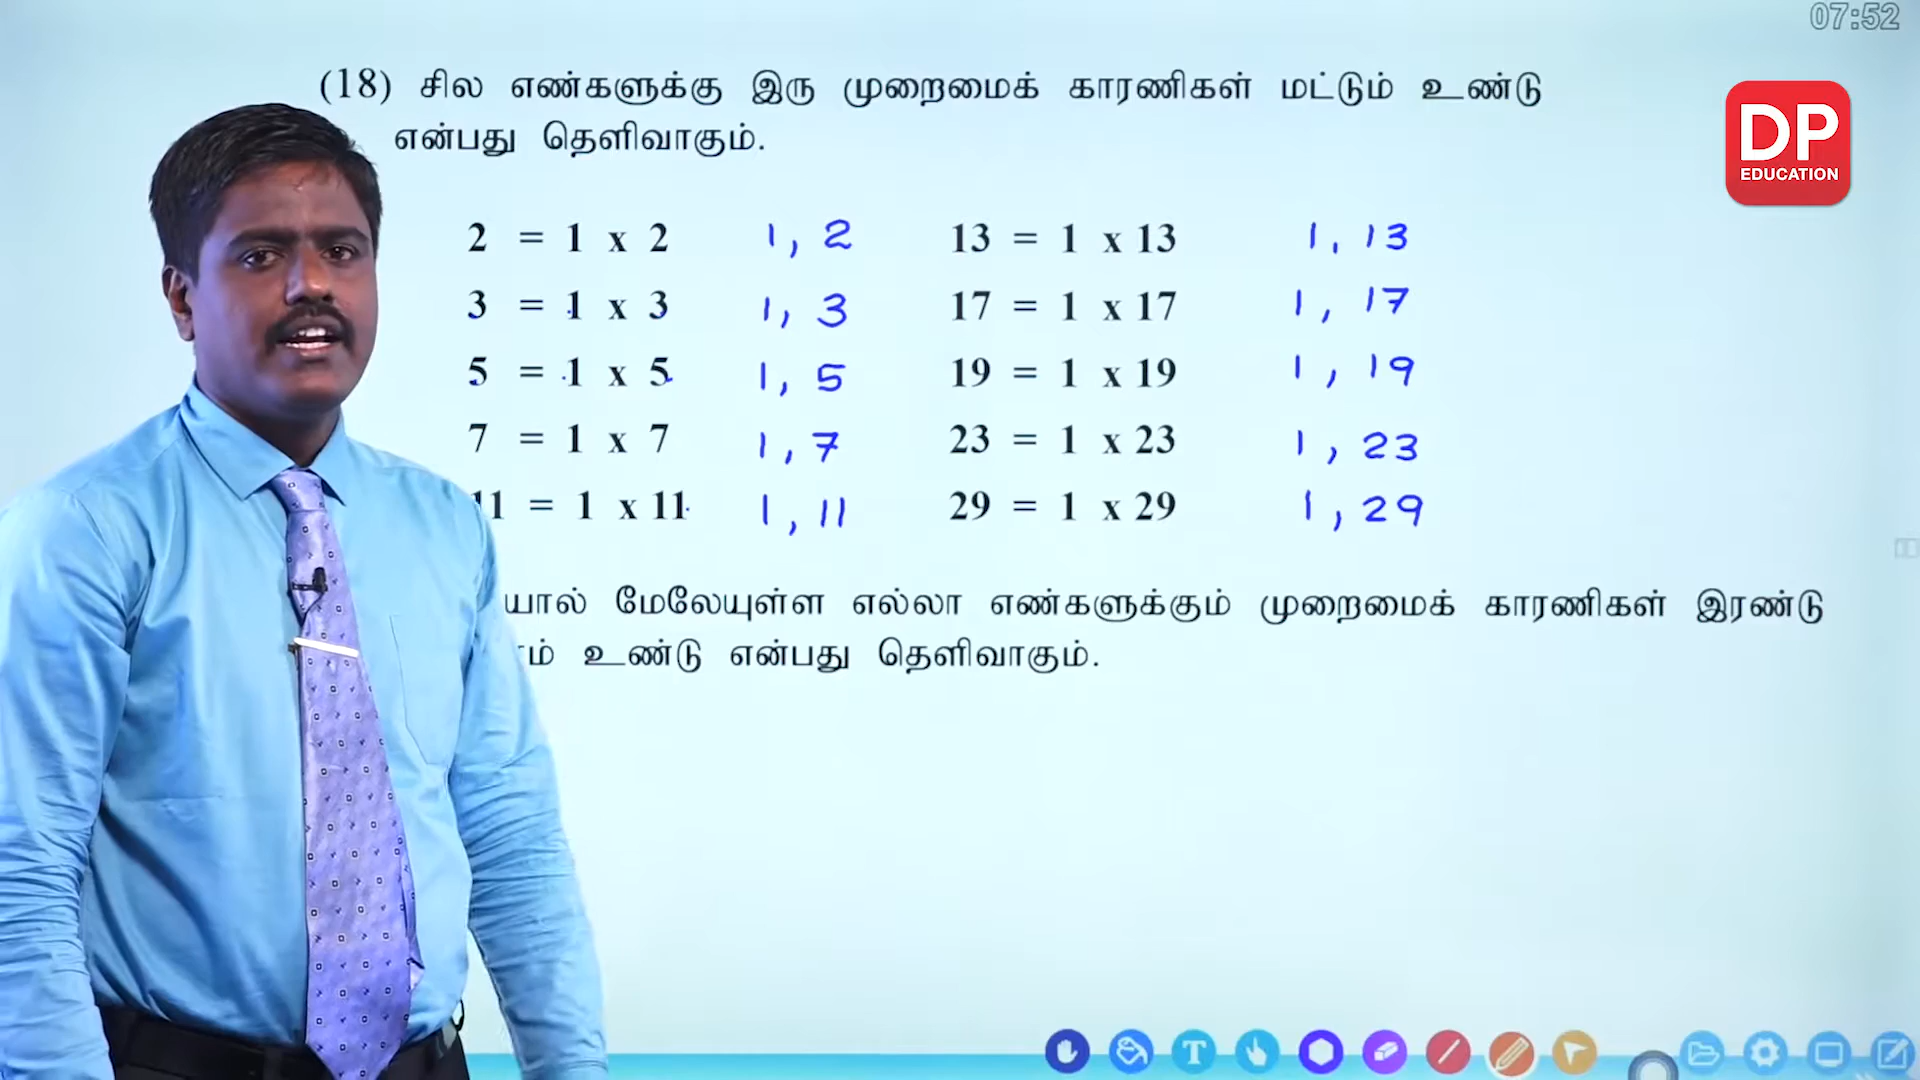 07:52
(18) சில எண்களுக்கு இரு முறைமைக் காரணிகள் மட்டும் உண்டு
என்பது தெளிவாகும்.
DP
EDUCATION
2 = 1 x 2 1, 2 13 = 1 x 13 1, 13
3 = 1 x 3 1, 3 17 = 1 x 17 1, 17
5 = 1 x 5 1, 5 19 = 1 x 19 1, 19
7 = 1 x 7 1, 7 23 = 1 x 23 1, 23
11 = 1 x 11 1, 11 29 = 1 x 29 1, 29
மேலேயுள்ள எல்லா எண்களுக்கும் முறைமைக் காரணிகள் இரண்டு
உண்டு என்பது தெளிவாகும்.